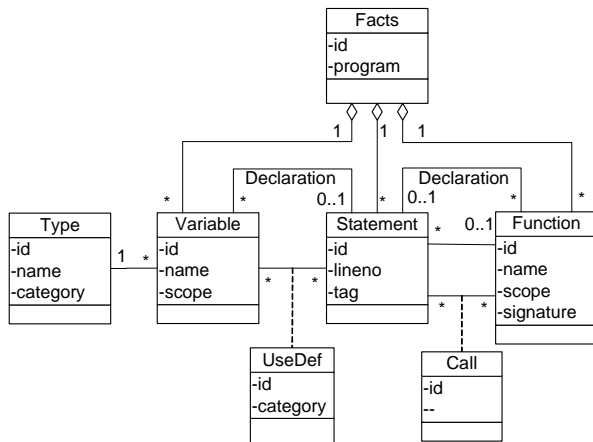 Facts
-id
-program
1
1
1
Declaration
Declaration
*
*
0..1
*
0..1
*
*
Type
-id
-name
-category
1
*
Variable
-id
-name
-scope
*
*
Statement
-id
-lineno
-tag
*
0..1
*
*
Function
-id
-name
-scope
-signature
UseDef
-id
-category
Call
-id
--